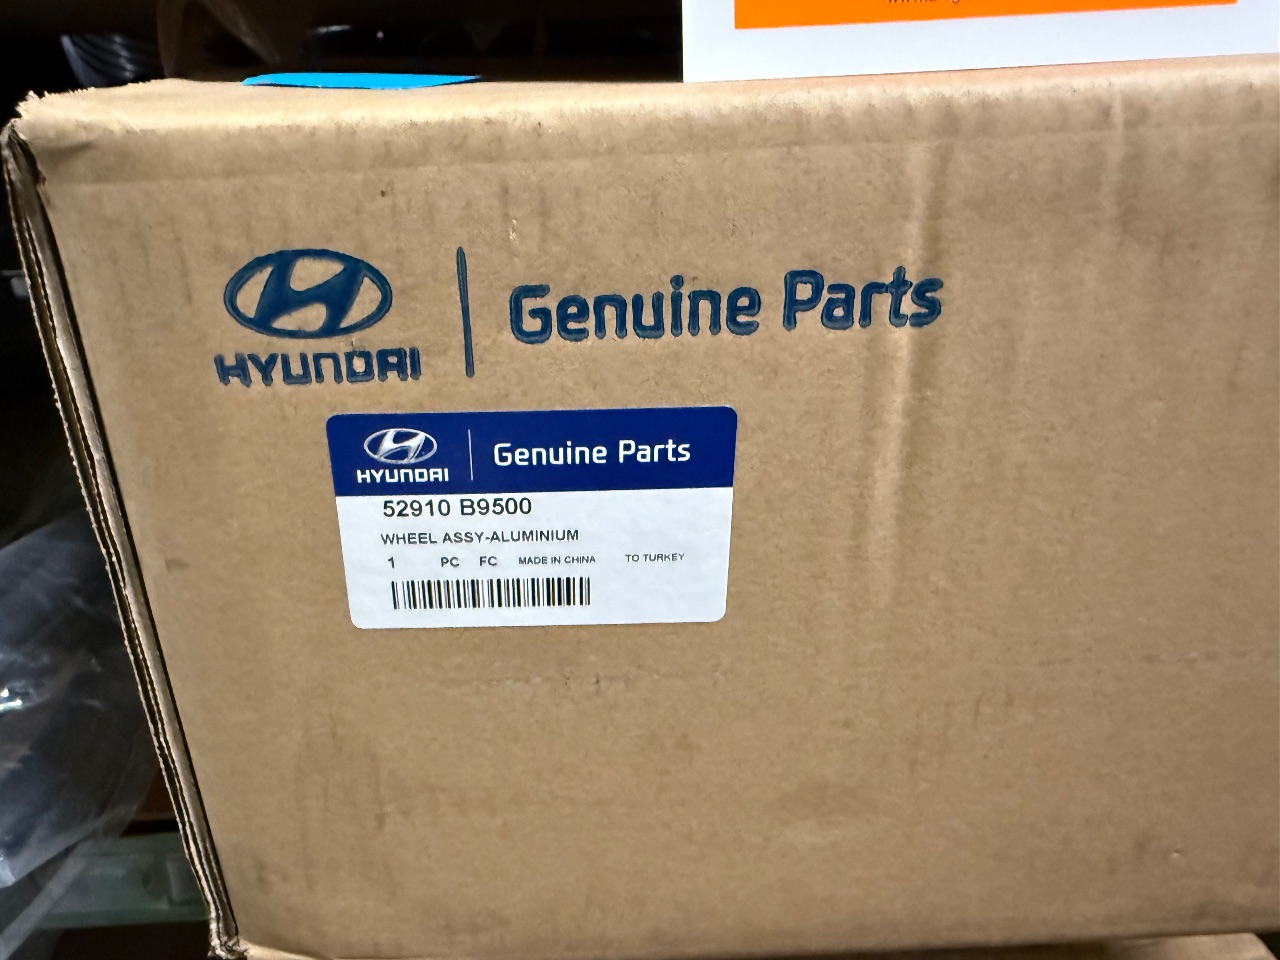 HYUNDAI
Genuine Parts
HYUNDAI
Genuine Parts
52910 B9500
WHEEL ASSY-ALUMINIUM
1 PC FC MADE IN CHINA TO TURKEY